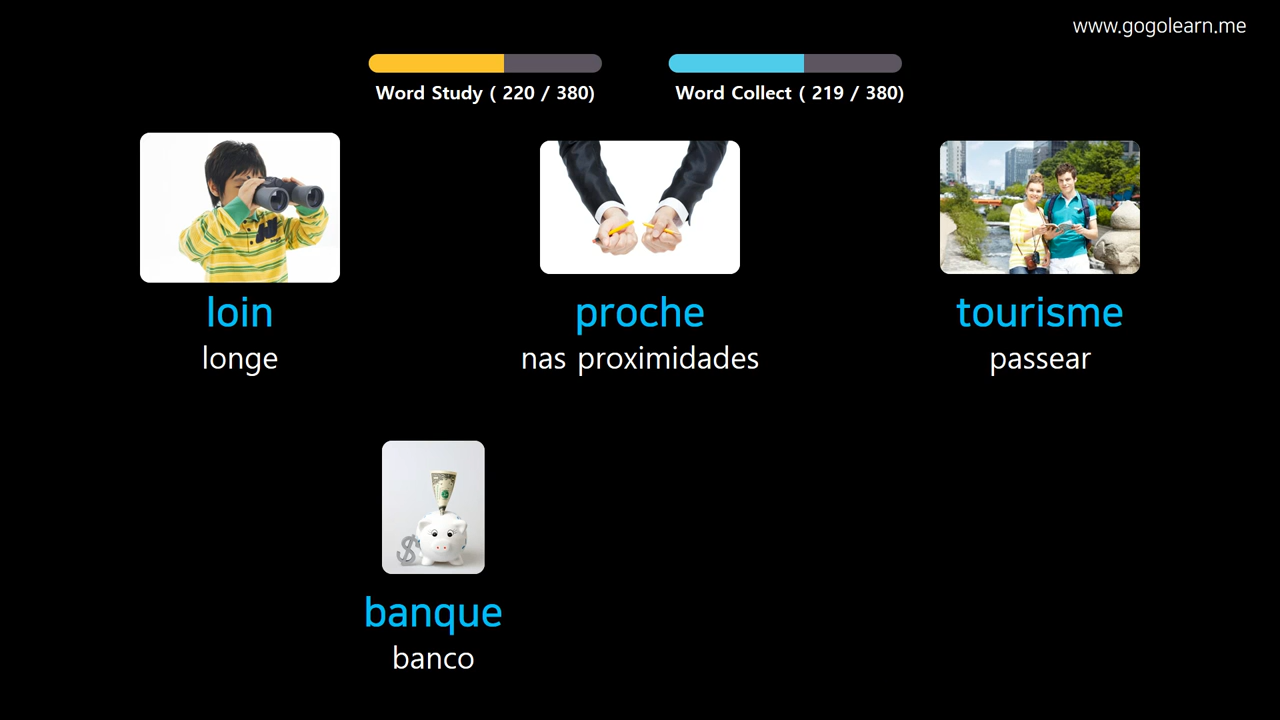 www.gogolearn.me
Word Study ( 220 / 380)
Word Collect ( 219 / 380)
loin
longe
proche
nas proximidades
tourisme
passear
banque
banco